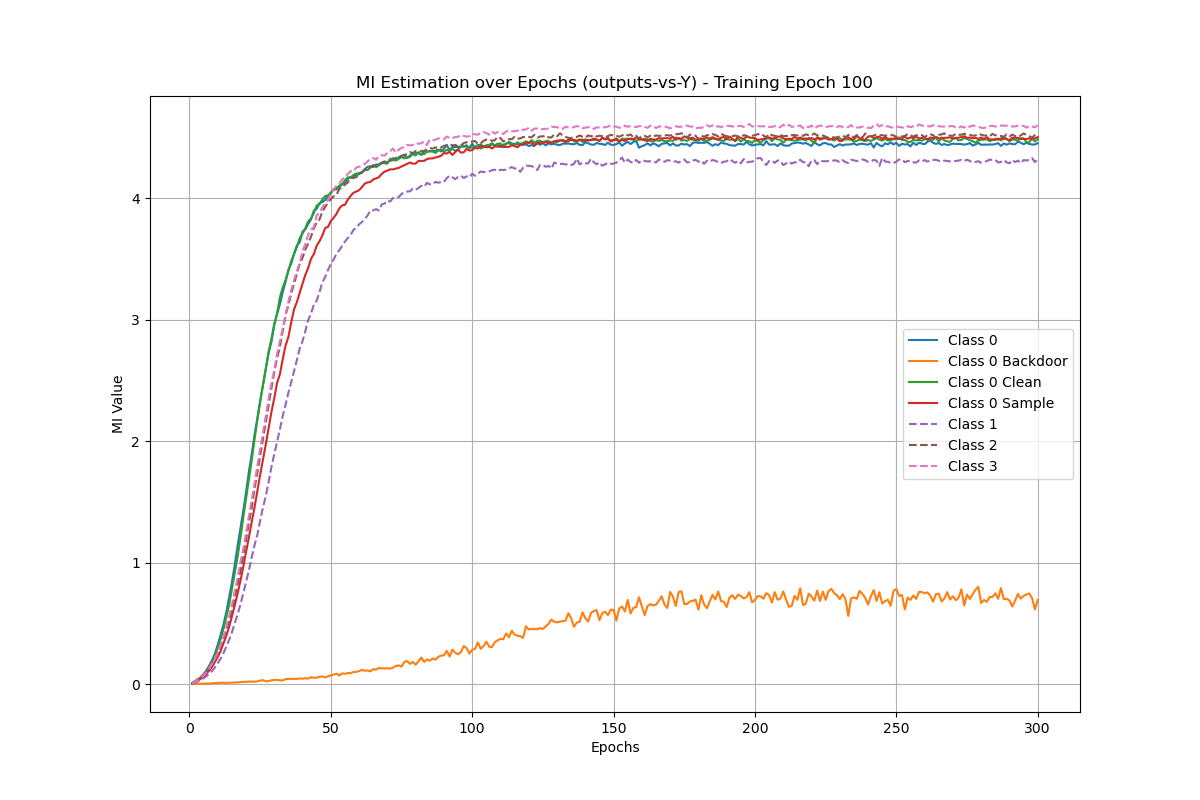 MI Estimation over Epochs (outputs-vs-Y) - Training Epoch 100
MI Value
4
3
2
1
0
Class 0
Class 0 Backdoor
Class 0 Clean
Class 0 Sample
Class 1
Class 2
Class 3
0 50 100 150 200 250 300
Epochs